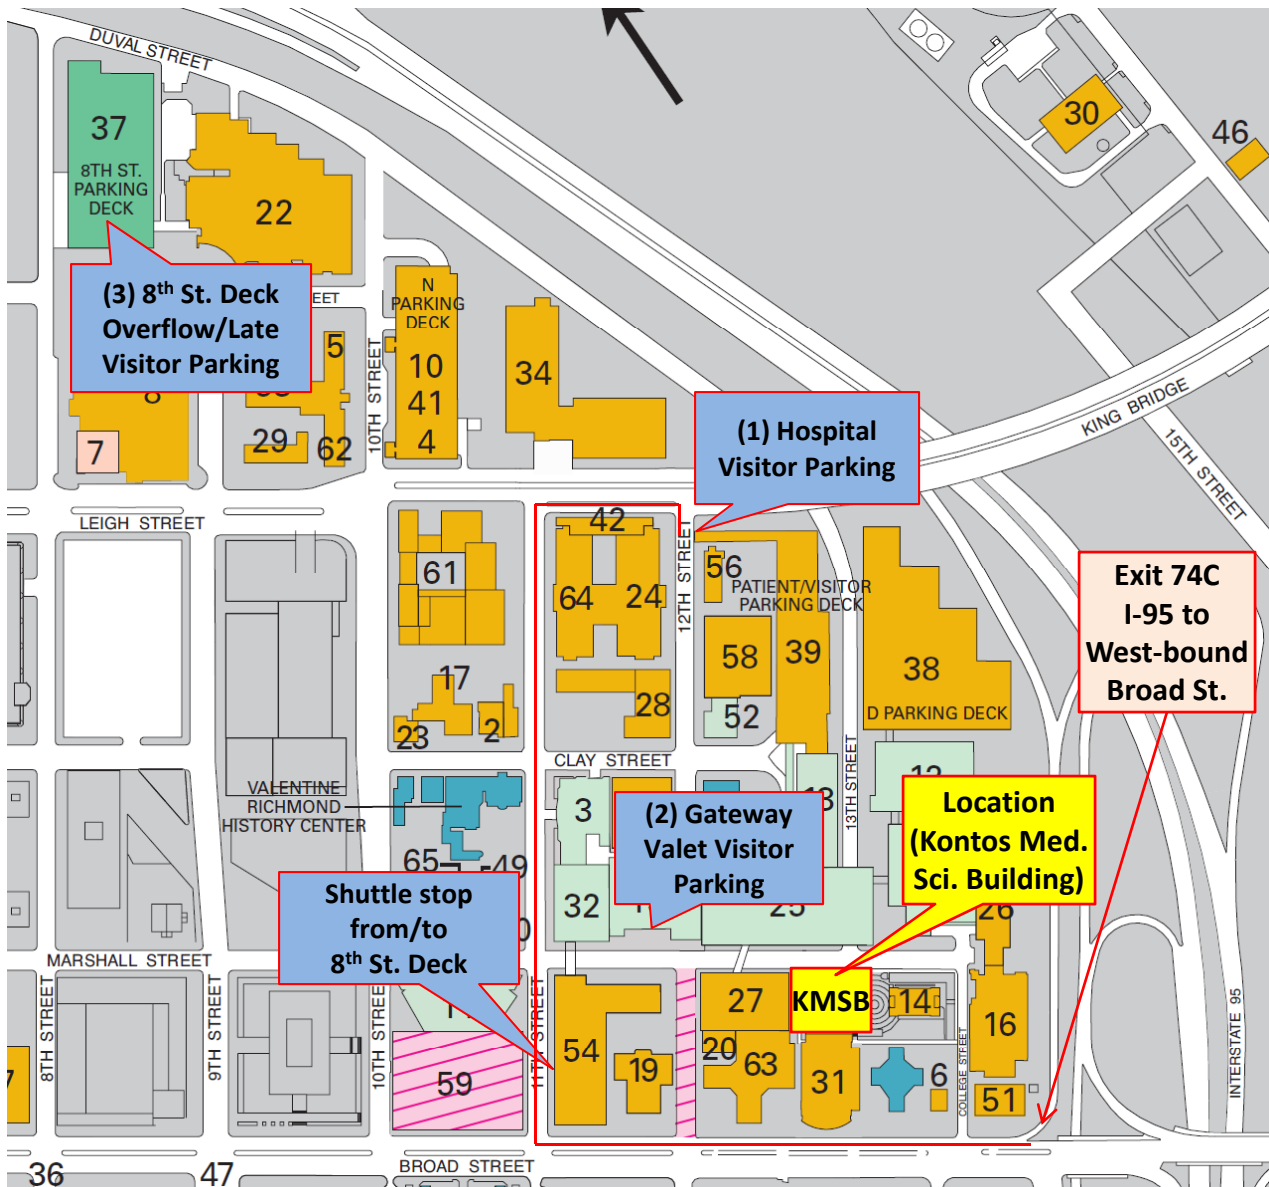 DUVAL STREET
37
8TH ST.
PARKING
DECK
22
30
46
(3) 8th St. Deck
Overflow/Late
Visitor Parking
N
PARKING
DECK
10
41
4
34
5
29
62
8
7
10TH STREET
KING BRIDGE
15TH STREET
(1) Hospital
Visitor Parking
LEIGH STREET
42
61
64
24
12TH STREET
56
PATIENT/VISITOR
PARKING DECK
58
39
38
D PARKING DECK
52
17
23
2
28
Exit 74C
I-95 to
West-bound
Broad St.
CLAY STREET
VALENTINE
RICHMOND
HISTORY CENTER
3
13TH STREET
(2) Gateway
Valet Visitor
Parking
Location
(Kontos Med.
Sci. Building)
65
49
32
25
26
Shuttle stop
from/to
8th St. Deck
MARSHALL STREET
8TH STREET
9TH STREET
10TH STREET
59
54
19
27
20
63
KMSB
31
14
6
COLLEGE STREET
16
51
INTERSTATE 95
BROAD STREET
36
47